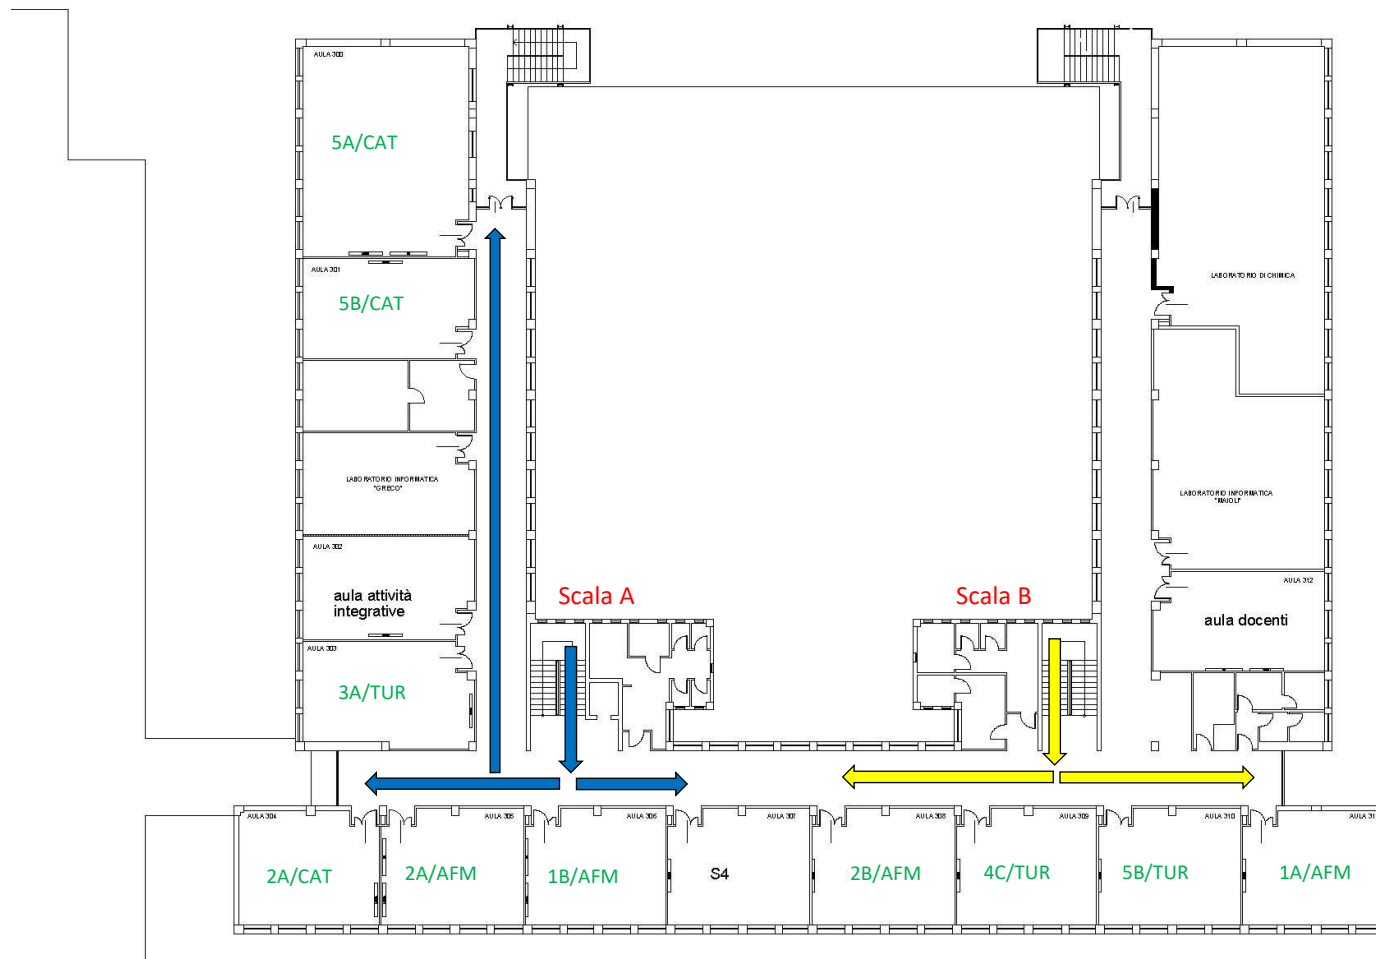 AULA 300
5A/CAT
AULA 301
5B/CAT
LABORATORIO DI CHIMICA
LABORATORIO INFORMATICA
"GRECO"
LABORATORIO INFORMATICA
"MAIOLI"
AULA 302
aula attività
integrative
AULA 312
aula docenti
Scala A
Scala B
AULA 303
3A/TUR
AULA 304
2A/CAT
AULA 305
2A/AFM
AULA 306
1B/AFM
AULA 307
S4
AULA 308
2B/AFM
AULA 309
4C/TUR
AULA 310
5B/TUR
AULA 31
1A/AFM